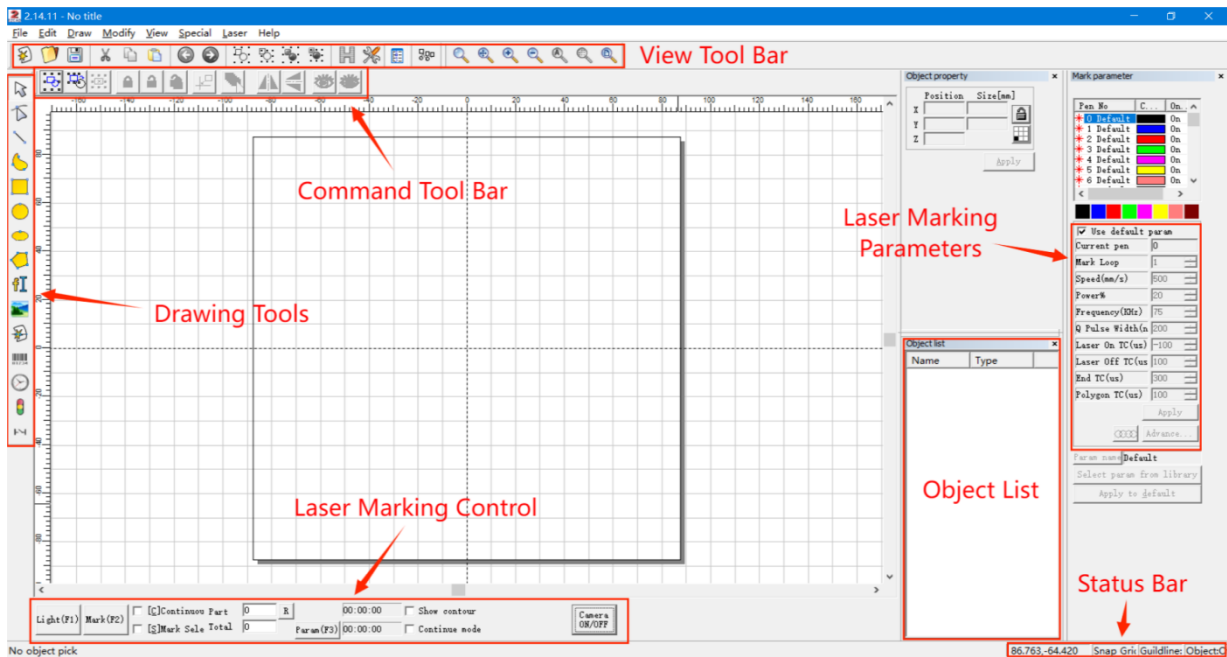 2.14.11 - No title
File Edit Draw Modify View Special Laser Help
View Tool Bar
Command Tool Bar
Drawing Tools
Laser Marking Control
Object property
Position Size[mm]
X
Y
Z
Apply
Object list
Name Type
Object List
Mark parameter
Pen No C... On..
0 Default On
1 Default On
2 Default On
3 Default On
4 Default On
5 Default On
6 Default On
Laser Marking
Parameters
Use default param
Current pen 0
Mark Loop 1
Speed(mm/s) 500
Power% 20
Frequency(KHz) 75
Q Pulse Width(n 200
Laser On TC(us) -100
Laser Off TC(us 100
End TC(us) 300
Polygon TC(us) 100
Apply
Advance...
Param name Default
Select param from library
Apply to default
Status Bar
Light(F1) Mark(F2) [C]Continuou Part 0 R 00:00:00 Show contour
[S]Mark Sele Total 0 Param(F3) 00:00:00 Continue mode
Camera
ON/OFF
No object pick
86.763,-64.420 Snap Gri Guildline: Object:O